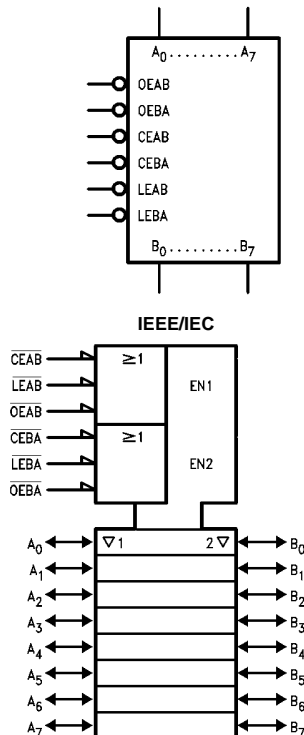 A0.........A7
OEAB
OEBA
CEAB
CEBA
LEAB
LEBA
B0.........B7
IEEE/IEC
CEAB
LEAB
OEAB
CEBA
LEBA
OEBA
≥1
EN1
≥1
EN2
A0 ▽1 2▽ B0
A1 B1
A2 B2
A3 B3
A4 B4
A5 B5
A6 B6
A7 B7